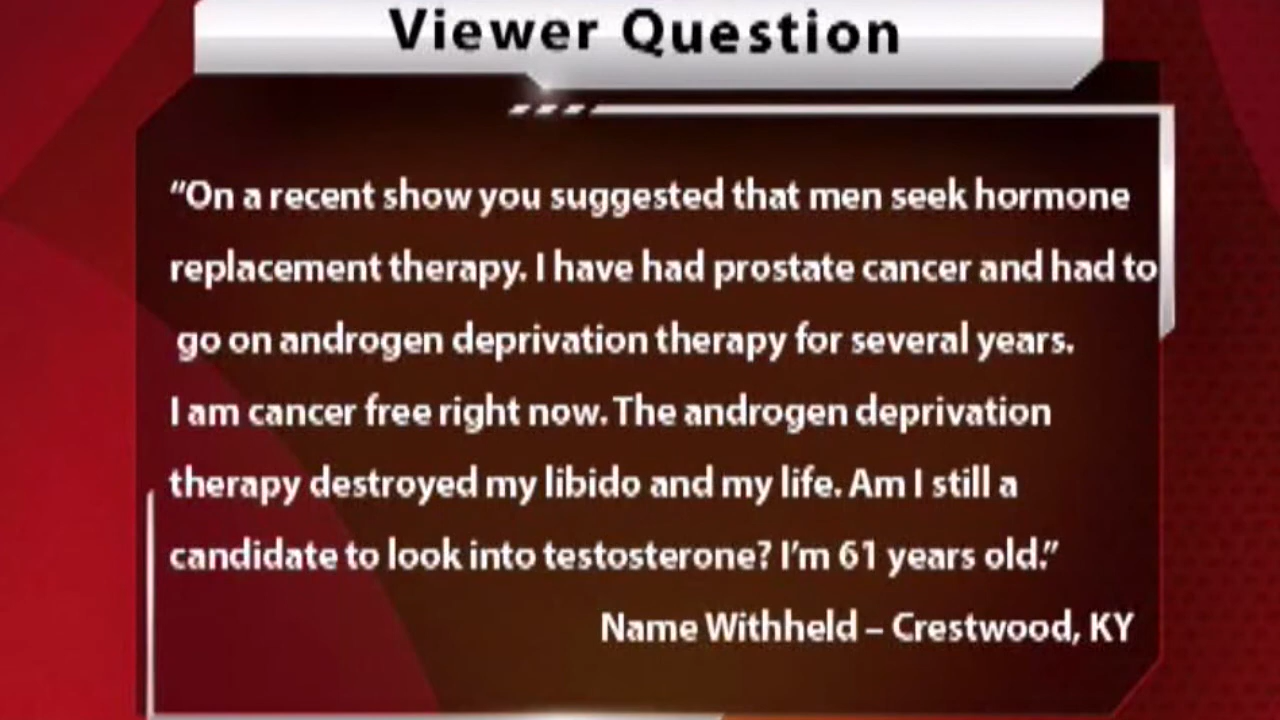 Viewer Question
“On a recent show you suggested that men seek hormone
replacement therapy. I have had prostate cancer and had to
go on androgen deprivation therapy for several years.
I am cancer free right now. The androgen deprivation
therapy destroyed my libido and my life. Am I still a
candidate to look into testosterone? I’m 61 years old.”
Name Withheld – Crestwood, KY